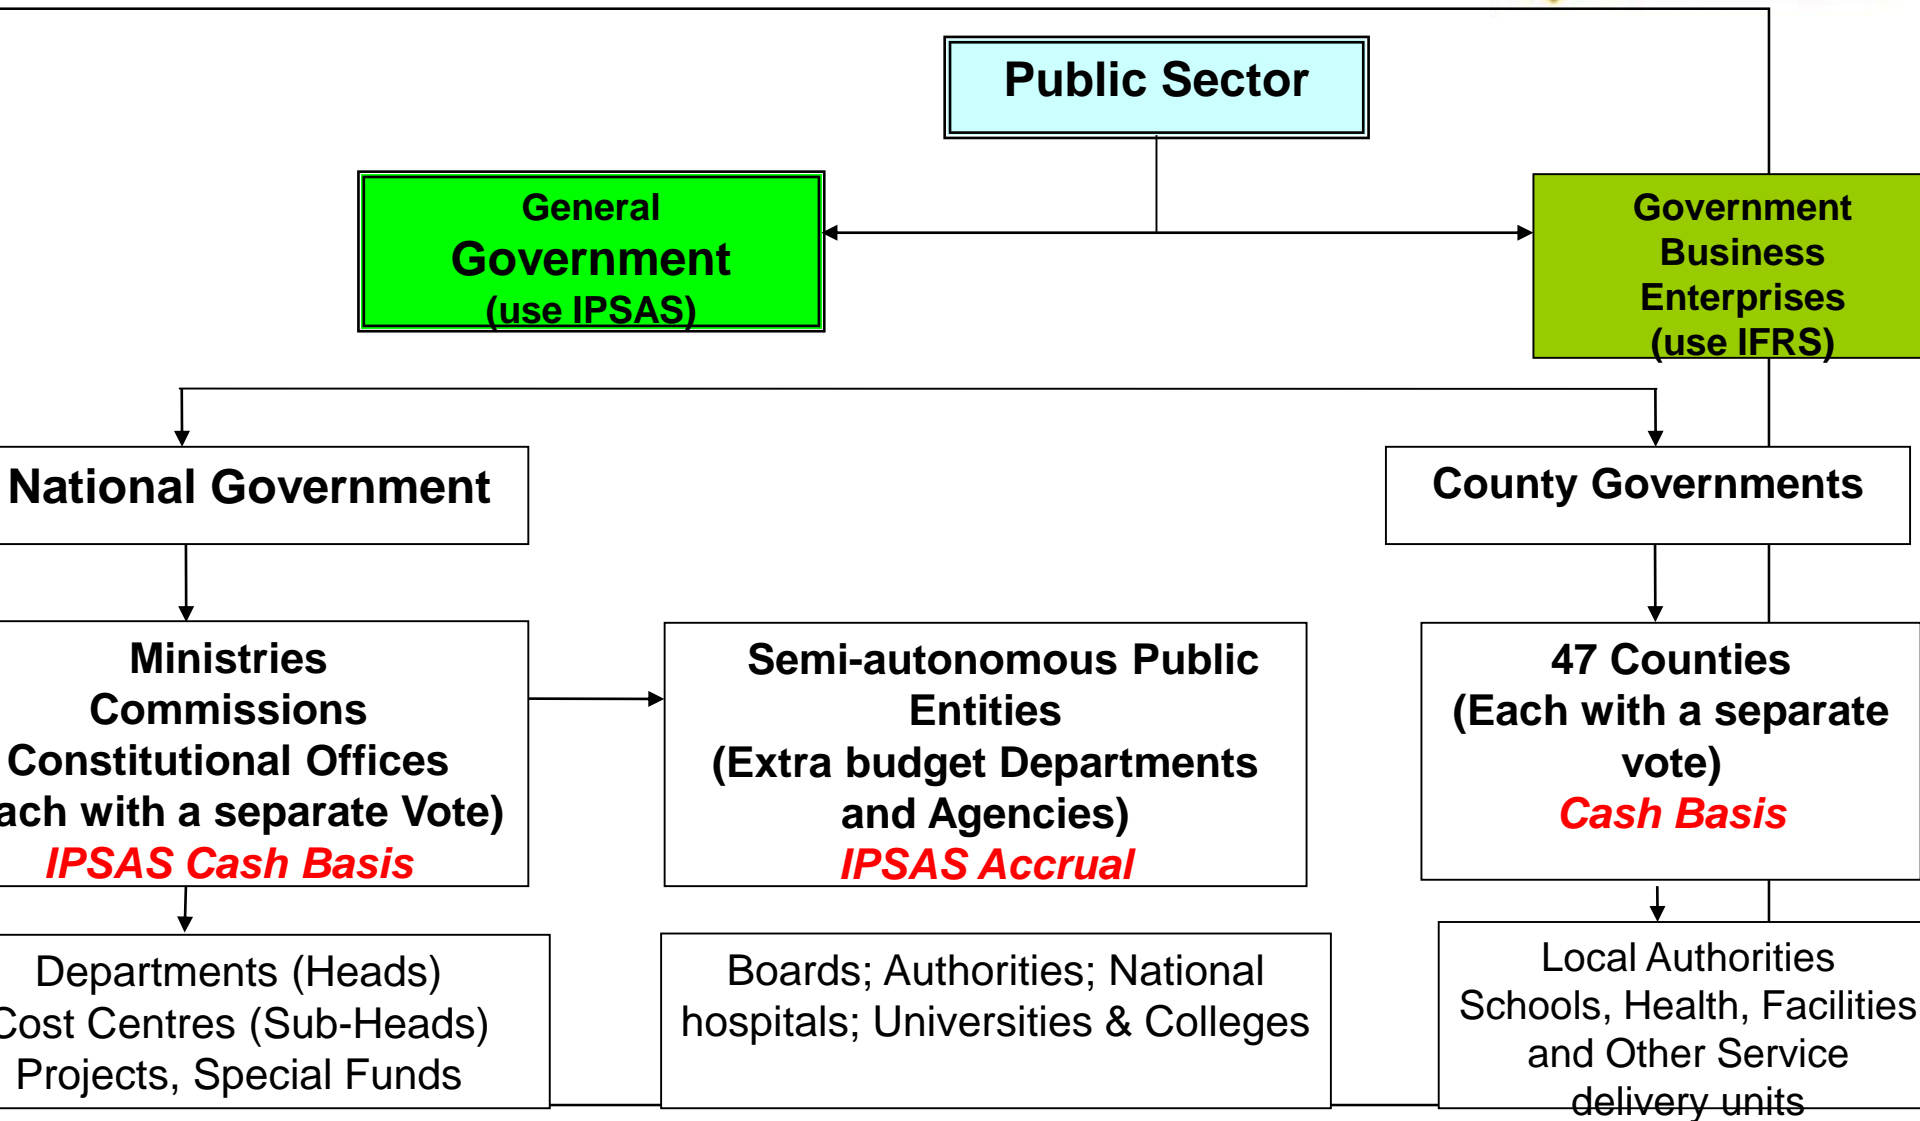 Public Sector
General
Government
(use IPSAS)
Government
Business
Enterprises
(use IFRS)
National Government
County Governments
Ministries
Commissions
Constitutional Offices
ach with a separate Vote)
IPSAS Cash Basis
Semi-autonomous Public
Entities
(Extra budget Departments
and Agencies)
IPSAS Accrual
47 Counties
(Each with a separate
vote)
Cash Basis
Departments (Heads)
Cost Centres (Sub-Heads)
Projects, Special Funds
Boards; Authorities; National
hospitals; Universities & Colleges
Local Authorities
Schools, Health, Facilities
and Other Service
delivery units